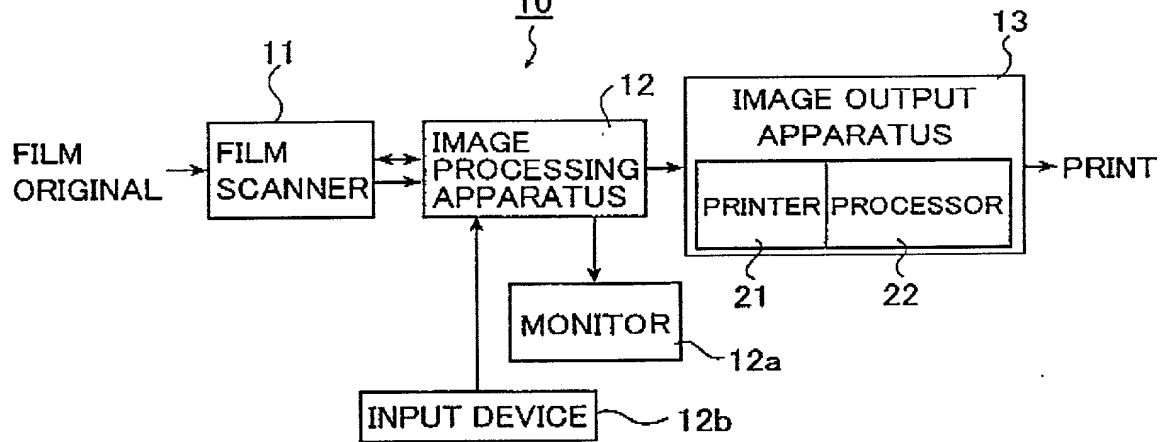 10
11
12
13
FILM
ORIGINAL
FILM
SCANNER
IMAGE
PROCESSING
APPARATUS
IMAGE OUTPUT
APPARATUS
PRINTER
PROCESSOR
PRINT
21
22
MONITOR
12a
INPUT DEVICE
12b